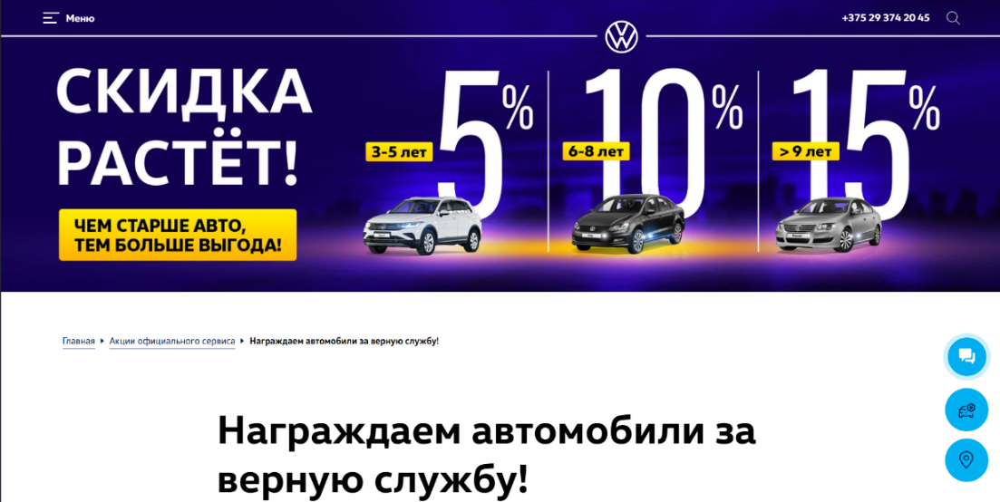 Меню
+375 29 374 20 45
СКИДКА
РАСТЁТ!
ЧЕМ СТАРШЕ АВТО,
ТЕМ БОЛЬШЕ ВЫГОДА!
3-5 лет
5%
6-8 лет
10%
> 9 лет
15%
Главная
Акции официального сервиса
Награждаем автомобили за верную службу!
Награждаем автомобили за
верную службу!